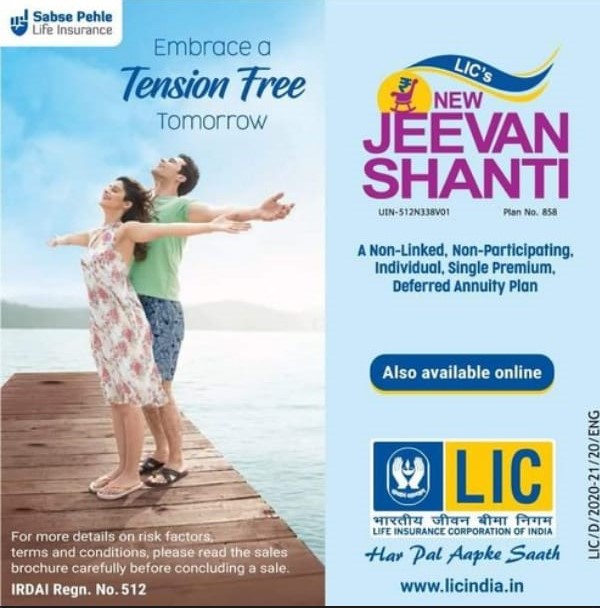 Sabse Pehle
Life Insurance
Embrace a
Tension Free
Tomorrow
For more details on risk factors,
terms and conditions, please read the sales
brochure carefully before concluding a sale.
IRDAI Regn. No. 512
LIC's
₹
NEW
JEEVAN
SHANTI
UIN-512N338V01 Plan No. 858
A Non-Linked, Non-Participating,
Individual, Single Premium,
Deferred Annuity Plan
Also available online
LIC
भारतीय जीवन बीमा निगम
LIFE INSURANCE CORPORATION OF INDIA
Har Pal Aapke Saath
www.licindia.in
LIC/D/2020-21/20/ENG